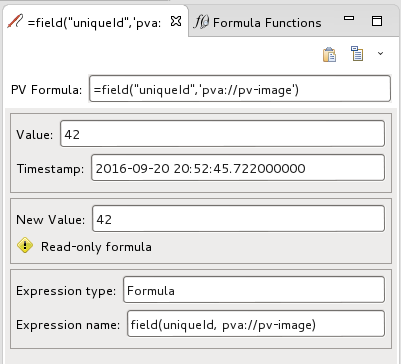 =field("uniqueId",'pva:
Formula Functions
PV Formula: =field("uniqueId",'pva://pv-image')
Value: 42
Timestamp: 2016-09-20 20:52:45.722000000
New Value: 42
Read-only formula
Expression type: Formula
Expression name: field(uniqueId, pva://pv-image)